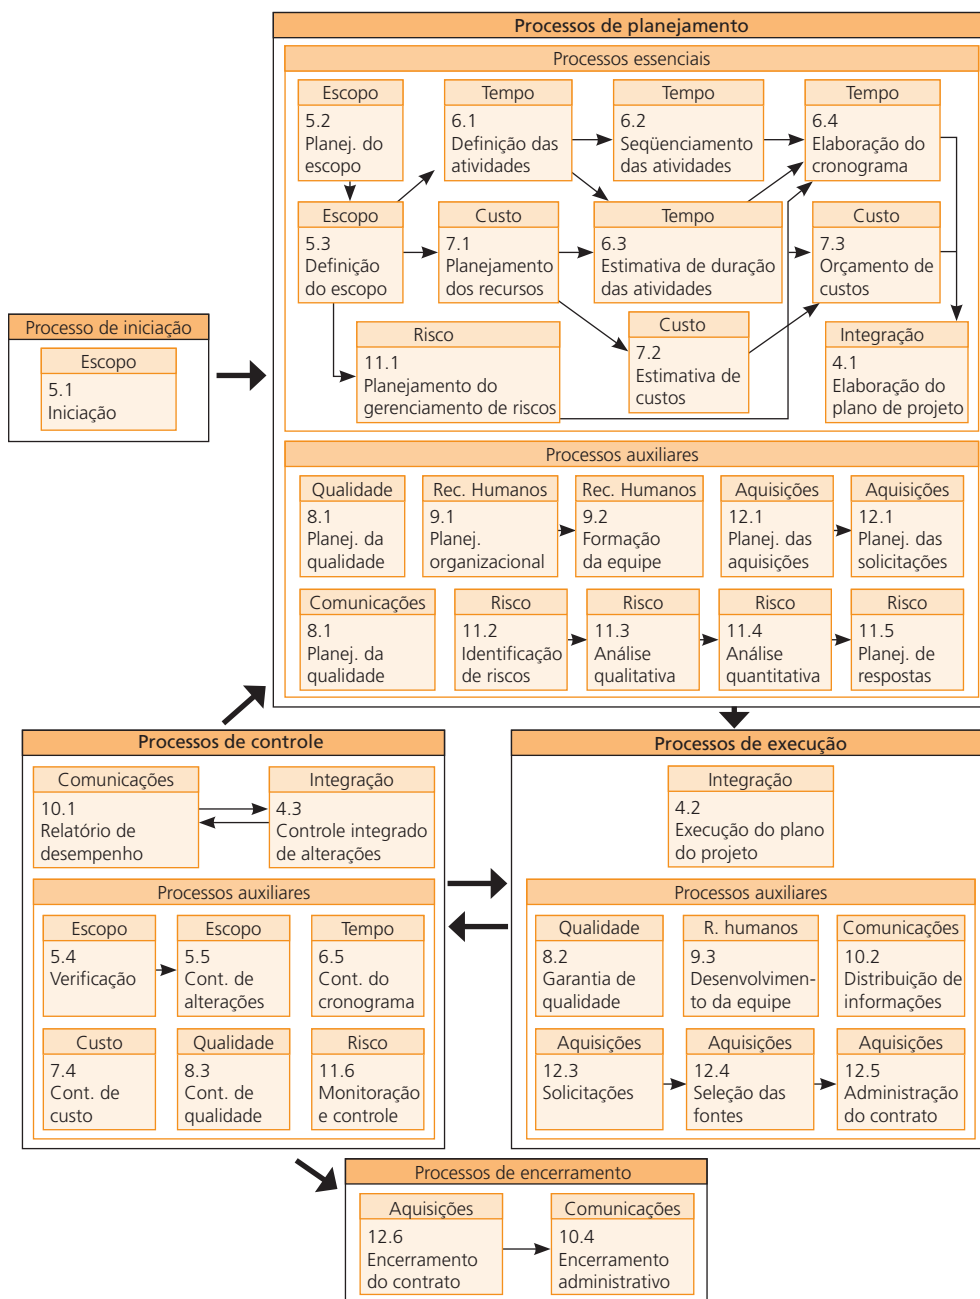 Processos de planejamento
Processos essenciais
Escopo
5.2
Planej. do
escopo
Tempo
6.1
Definição das
atividades
Tempo
6.2
Seqüenciamento
das atividades
Tempo
6.4
Elaboração do
cronograma
Escopo
5.3
Definição
do escopo
Custo
7.1
Planejamento
dos recursos
Tempo
6.3
Estimativa de duração
das atividades
Custo
7.3
Orçamento de
custos
Processo de iniciação
Escopo
5.1
Iniciação
Risco
11.1
Planejamento do
gerenciamento de riscos
Custo
7.2
Estimativa de
custos
Integração
4.1
Elaboração do
plano de projeto
Processos auxiliares
Qualidade
8.1
Planej. da
qualidade
Rec. Humanos
9.1
Planej.
organizacional
Rec. Humanos
9.2
Formação
da equipe
Aquisições
12.1
Planej. das
aquisições
Aquisições
12.1
Planej. das
solicitações
Comunicações
8.1
Planej. da
qualidade
Risco
11.2
Identificação
de riscos
Risco
11.3
Análise
qualitativa
Risco
11.4
Análise
quantitativa
Risco
11.5
Planej. de
respostas
Processos de controle
Comunicações
10.1
Relatório de
desempenho
Integração
4.3
Controle integrado
de alterações
Processos auxiliares
Escopo
5.4
Verificação
Escopo
5.5
Cont. de
alterações
Tempo
6.5
Cont. do
cronograma
Custo
7.4
Cont. de
custo
Qualidade
8.3
Cont. de
qualidade
Risco
11.6
Monitoração
e controle
Processos de execução
Integração
4.2
Execução do plano
do projeto
Processos auxiliares
Qualidade
8.2
Garantia de
qualidade
R. humanos
9.3
Desenvolvimen-
to da equipe
Comunicações
10.2
Distribuição de
informações
Aquisições
12.3
Solicitações
Aquisições
12.4
Seleção das
fontes
Aquisições
12.5
Administração
do contrato
Processos de encerramento
Aquisições
12.6
Encerramento
do contrato
Comunicações
10.4
Encerramento
administrativo